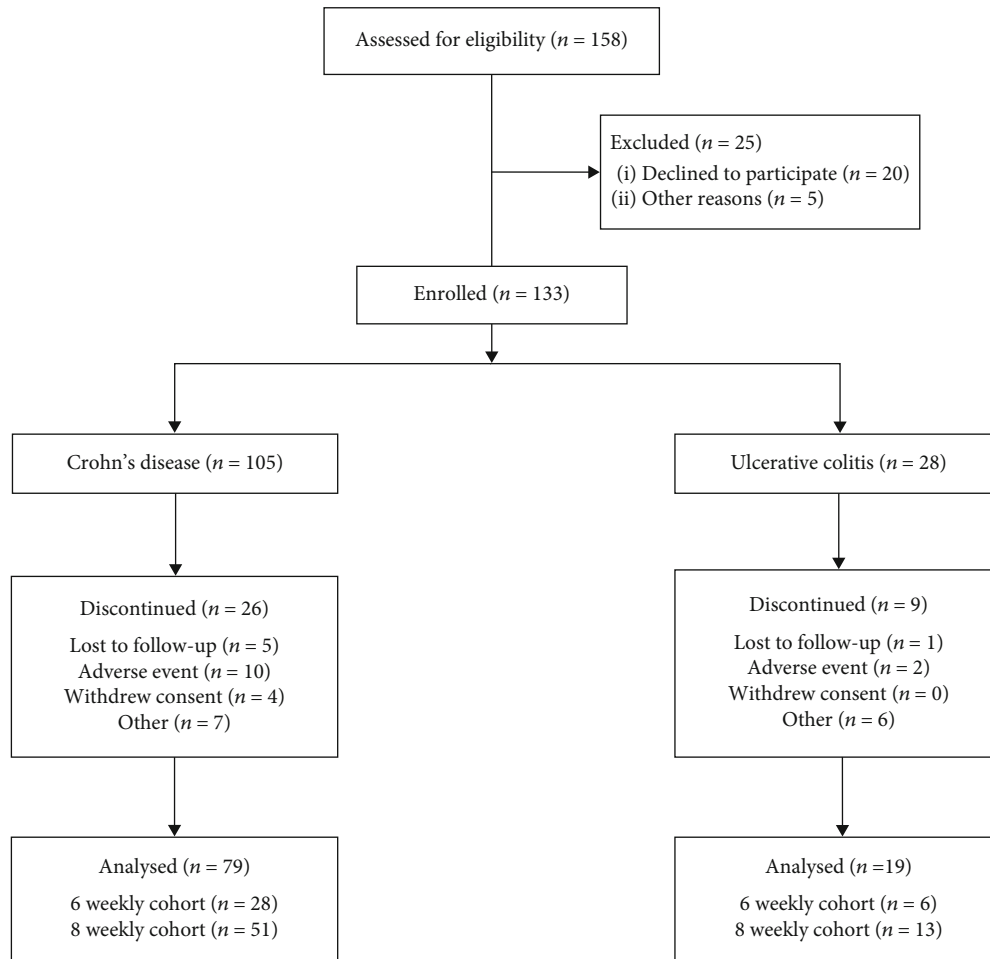 Assessed for eligibility (n = 158)
Excluded (n = 25)
(i) Declined to participate (n = 20)
(ii) Other reasons (n = 5)
Enrolled (n = 133)
Crohn's disease (n = 105)
Ulcerative colitis (n = 28)
Discontinued (n = 26)
Lost to follow-up (n = 5)
Adverse event (n = 10)
Withdrew consent (n = 4)
Other (n = 7)
Discontinued (n = 9)
Lost to follow-up (n = 1)
Adverse event (n = 2)
Withdrew consent (n = 0)
Other (n = 6)
Analysed (n = 79)
6 weekly cohort (n = 28)
8 weekly cohort (n = 51)
Analysed (n =19)
6 weekly cohort (n = 6)
8 weekly cohort (n = 13)